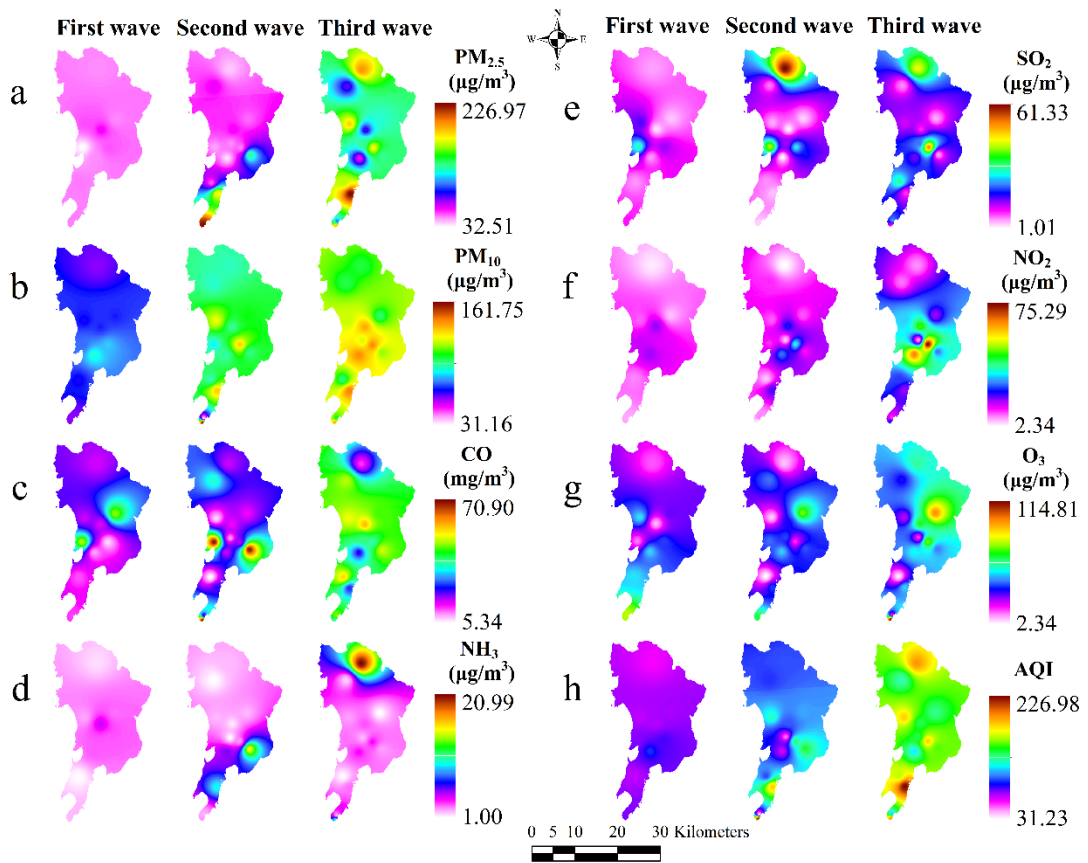 First wave Second wave Third wave
N
W E
S
First wave Second wave Third wave
a
PM2.5
(µg/m³)
226.97
32.51
e
SO2
(µg/m³)
61.33
1.01
b
PM10
(µg/m³)
161.75
31.16
f
NO2
(µg/m³)
75.29
2.34
c
CO
(mg/m³)
70.90
5.34
g
O3
(µg/m³)
114.81
2.34
d
NH3
(µg/m³)
20.99
1.00
h
AQI
226.98
31.23
0 5 10 20 30 Kilometers